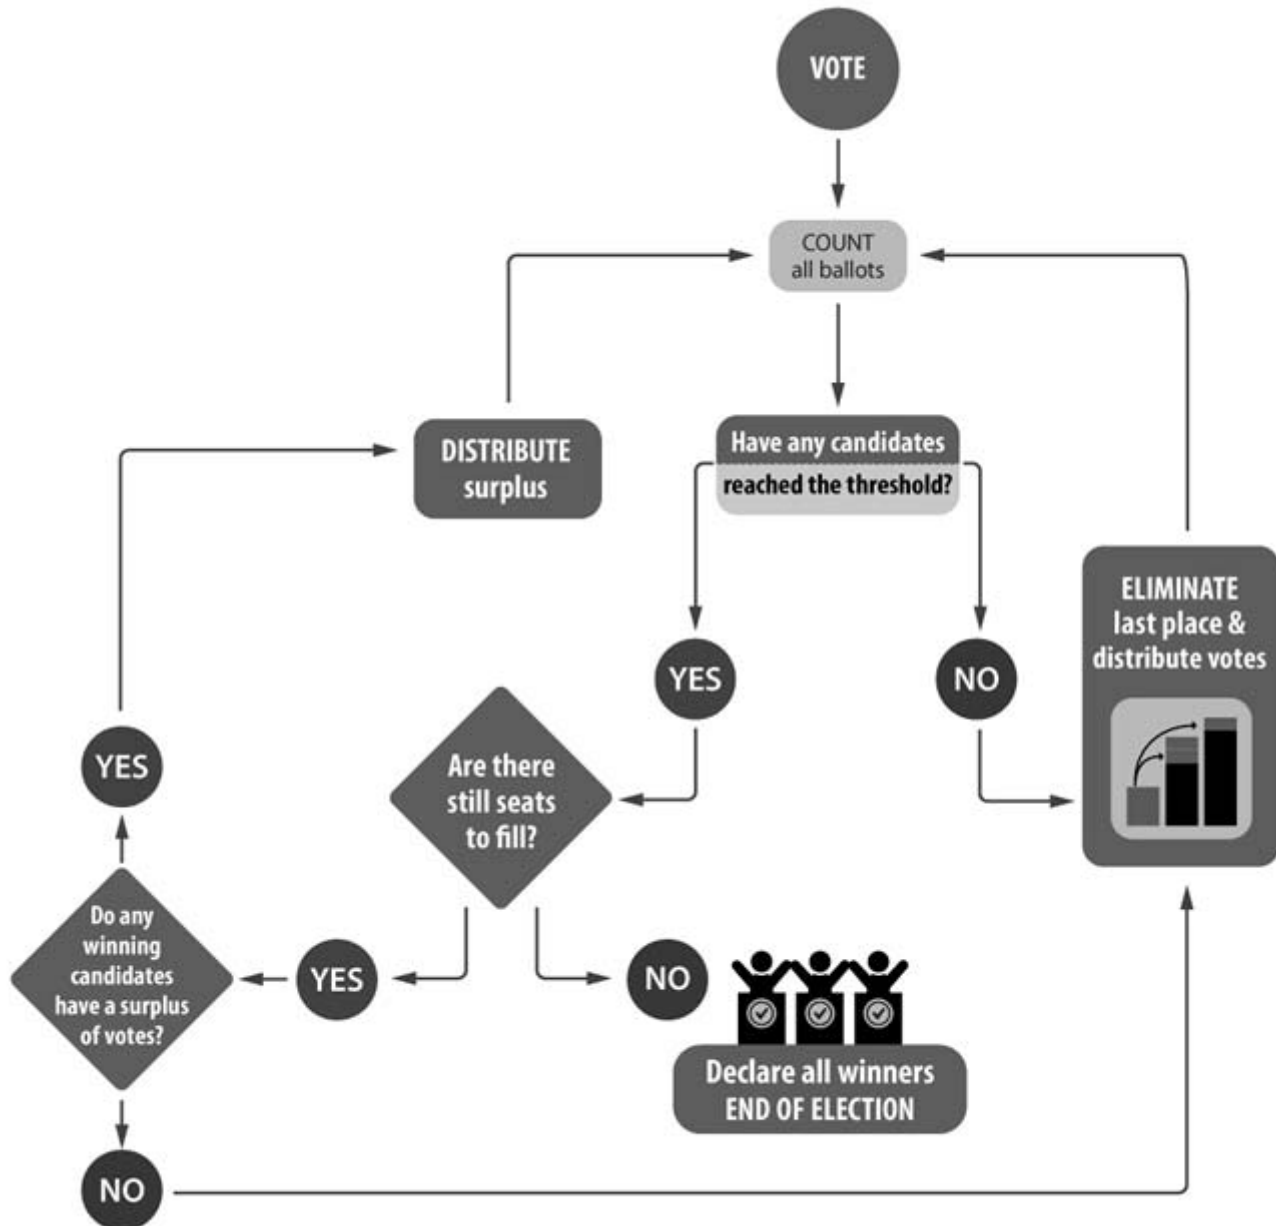 VOTE
COUNT
all ballots
DISTRIBUTE
surplus
Have any candidates
reached the threshold?
ELIMINATE
last place &
distribute votes
YES
NO
YES
Are there
still seats
to fill?
Do any
winning
candidates
have a surplus
of votes?
YES
NO
Declare all winners
END OF ELECTION
NO